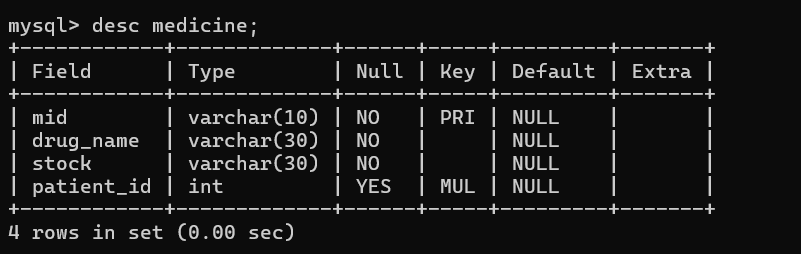 mysql> desc medicine;
+------------+-------------+------+-----+---------+-------+
| Field      | Type        | Null | Key | Default | Extra |
+------------+-------------+------+-----+---------+-------+
| mid        | varchar(10) | NO   | PRI | NULL    |       |
| drug_name  | varchar(30) | NO   |     | NULL    |       |
| stock      | varchar(30) | NO   |     | NULL    |       |
| patient_id | int         | YES  | MUL | NULL    |       |
+------------+-------------+------+-----+---------+-------+
4 rows in set (0.00 sec)